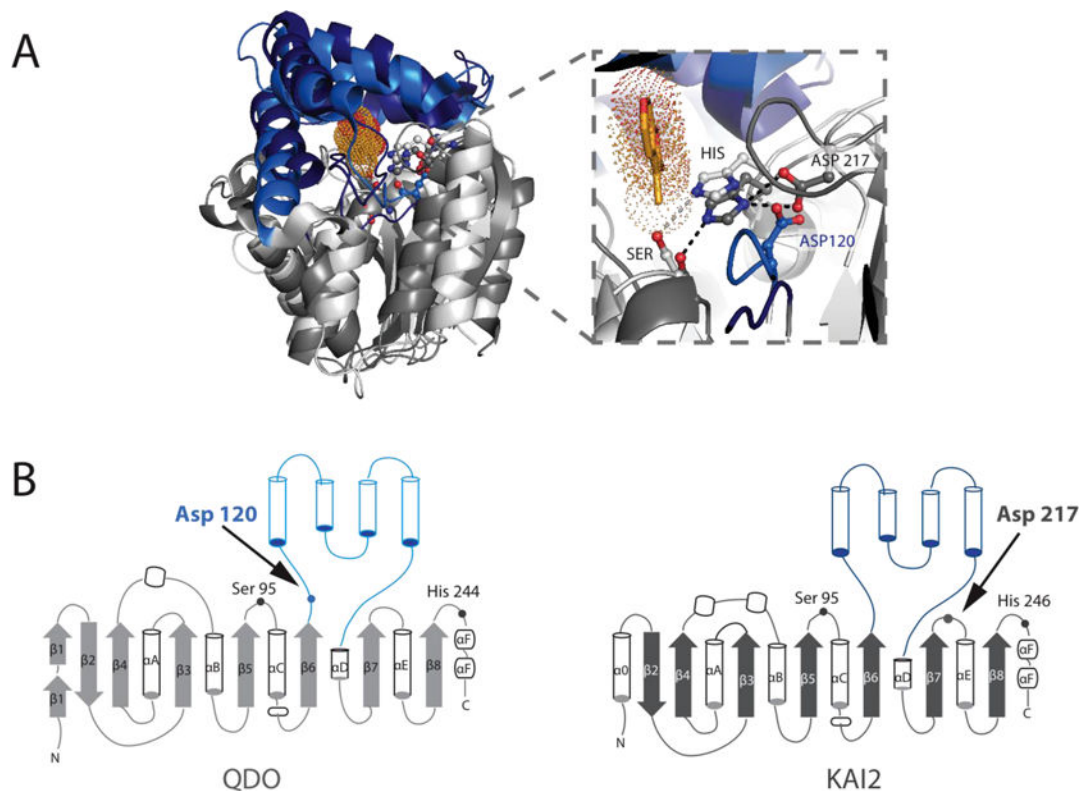 A
HIS
ASP 217
SER
ASP120
B
Asp 120
Ser 95
His 244
β1
β1
β2
β4
αA
β3
αB
β5
αC
β6
αD
β7
αE
β8
αF
αF
N
C
QDO
Asp 217
Ser 95
His 246
α0
β2
β4
αA
β3
αB
β5
αC
β6
αD
β7
αE
β8
αF
αF
N
C
KAI2